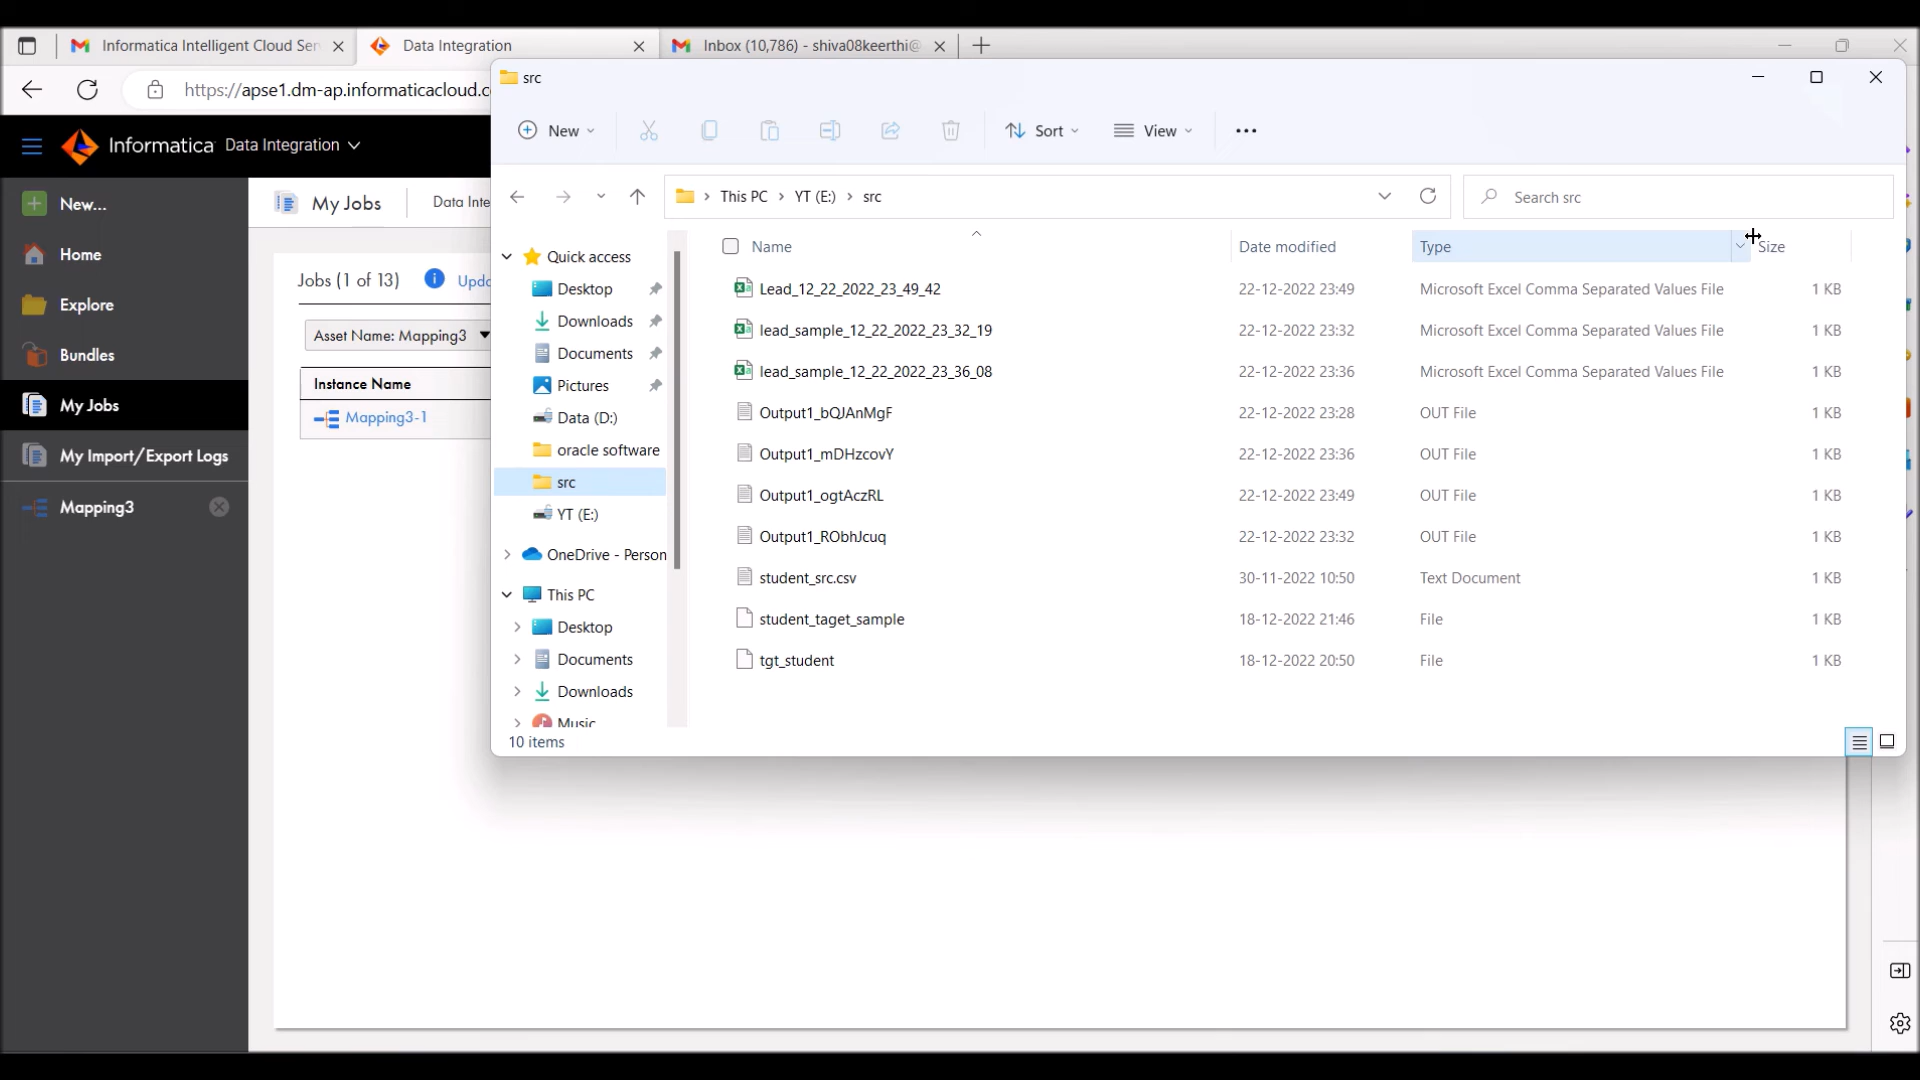 Informatica Intelligent Cloud Ser
Data Integration
Inbox (10,786) - shiva08keerthi@
https://apse1.dm-ap.informaticacloud.c
src
New
Sort
View
Informatica Data Integration
This PC > YT (E:) > src
Search src
New...
Home
Explore
Bundles
My Jobs
My Import/Export Logs
Mapping3
My Jobs
Data Inte
Jobs (1 of 13)
Upda
Asset Name: Mapping3
Instance Name
Mapping3-1
Quick access
Desktop
Downloads
Documents
Pictures
Data (D:)
oracle software
src
YT (E:)
OneDrive - Person
This PC
Desktop
Documents
Downloads
Music
Name Date modified Type Size
Lead_12_22_2022_23_49_42 22-12-2022 23:49 Microsoft Excel Comma Separated Values File 1 KB
lead_sample_12_22_2022_23_32_19 22-12-2022 23:32 Microsoft Excel Comma Separated Values File 1 KB
lead_sample_12_22_2022_23_36_08 22-12-2022 23:36 Microsoft Excel Comma Separated Values File 1 KB
Output1_bQJAnMgF 22-12-2022 23:28 OUT File 1 KB
Output1_mDHzcovY 22-12-2022 23:36 OUT File 1 KB
Output1_ogtAczRL 22-12-2022 23:49 OUT File 1 KB
Output1_RObhJcuq 22-12-2022 23:32 OUT File 1 KB
student_src.csv 30-11-2022 10:50 Text Document 1 KB
student_taget_sample 18-12-2022 21:46 File 1 KB
tgt_student 18-12-2022 20:50 File 1 KB
10 items